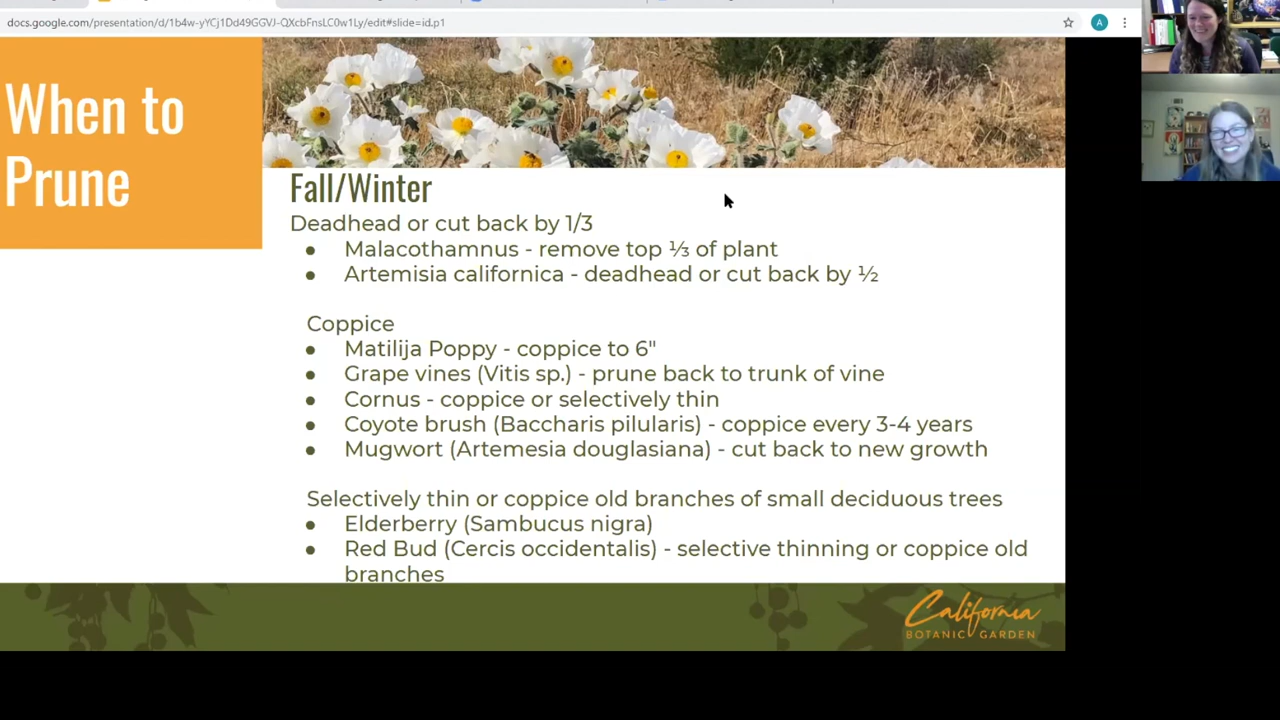 docs.google.com/presentation/d/1b4w-yYCj1Dd49GGVJ-QXcbFnsLC0w1Ly/edit#slide=id.p1
A
When to
Prune
Fall/Winter
Deadhead or cut back by 1/3
● Malacothamnus - remove top ⅓ of plant
● Artemisia californica - deadhead or cut back by ½
Coppice
● Matilija Poppy - coppice to 6"
● Grape vines (Vitis sp.) - prune back to trunk of vine
● Cornus - coppice or selectively thin
● Coyote brush (Baccharis pilularis) - coppice every 3-4 years
● Mugwort (Artemesia douglasiana) - cut back to new growth
Selectively thin or coppice old branches of small deciduous trees
● Elderberry (Sambucus nigra)
● Red Bud (Cercis occidentalis) - selective thinning or coppice old
branches
California
BOTANIC GARDEN